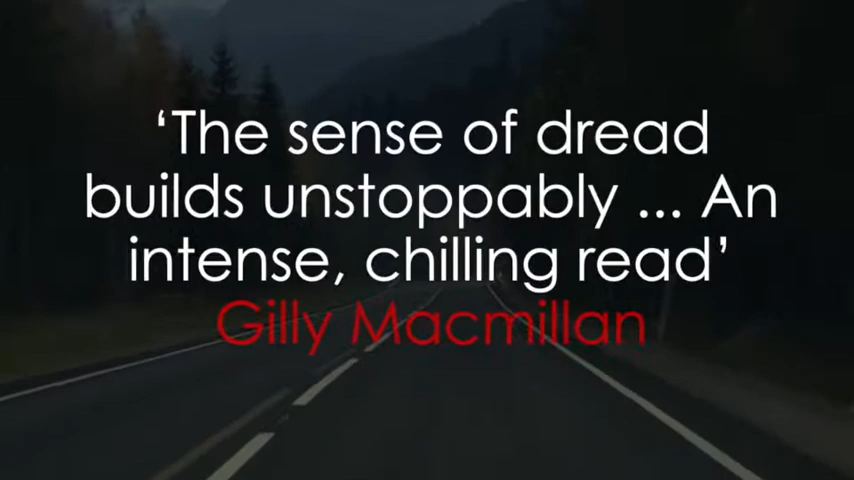 ‘The sense of dread
builds unstoppably ... An
intense, chilling read’
Gilly Macmillan